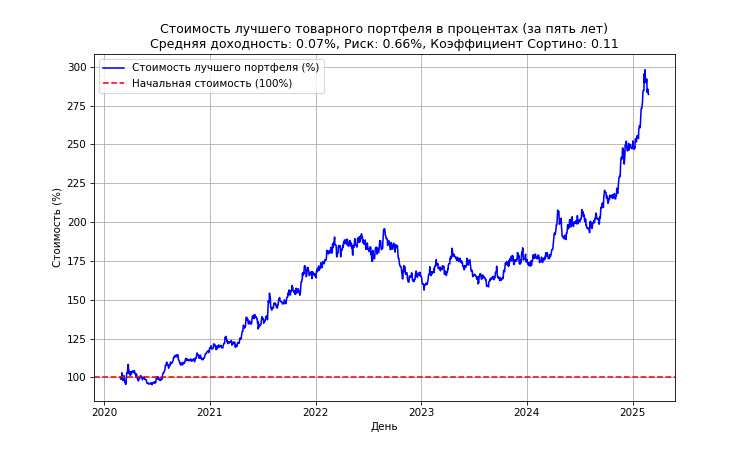 Стоимость лучшего товарного портфеля в процентах (за пять лет)
Средняя доходность: 0.07%, Риск: 0.66%, Коэффициент Сортино: 0.11
Стоимость лучшего портфеля (%)
Начальная стоимость (100%)
Стоимость (%)
300
275
250
225
200
175
150
125
100
2020
2021
2022
2023
2024
2025
День